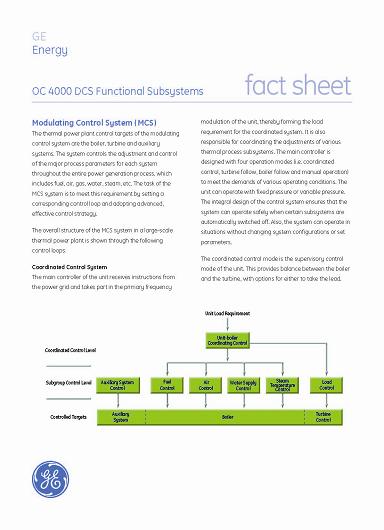 GE
Energy
OC 4000 DCS Functional Subsystems
fact sheet
Modulating Control System (MCS)
The thermal power plant control targets of the modulating
control system are the boiler, turbine and auxiliary
systems. The system controls the adjustment and control
of the major process parameters for each system
throughout the entire power generation process, which
includes fuel, air, gas, water, steam, etc. The task of the
MCS system is to meet this requirement by setting a
corresponding control loop and adopting advanced,
effective control strategy.
The overall structure of the MCS system in a large-scale
thermal power plant is shown through the following
control loops:
Coordinated Control System
The main controller of the unit receives instructions from
the power grid and takes part in the primary frequency
modulation of the unit, thereby forming the load
requirement for the coordinated system. It is also
responsible for coordinating the adjustments of various
thermal process subsystems. The main controller is
designed with four operation modes (i.e. coordinated
control, turbine follow, boiler follow and manual operation)
to meet the demands of various operating conditions. The
unit can operate with fixed pressure or variable pressure.
The integral design of the control system ensures that the
system can operate safely when certain subsystems are
automatically switched off. Also, the system can operate in
situations without changing system configurations or set
parameters.
The coordinated control mode is the supervisory control
mode of the unit. This provides balance between the boiler
and the turbine, with options for either to take the lead.
Unit Load Requirement
Unit-boiler
Coordinating Control
Coordinated Control Level
Subgroup Control Level
Auxiliary System
Control
Fuel
Control
Air
Control
Water Supply
Control
Steam
Temperature
Control
Load
Control
Controlled Targets
Auxiliary
System
Boiler
Turbine
Control
GE